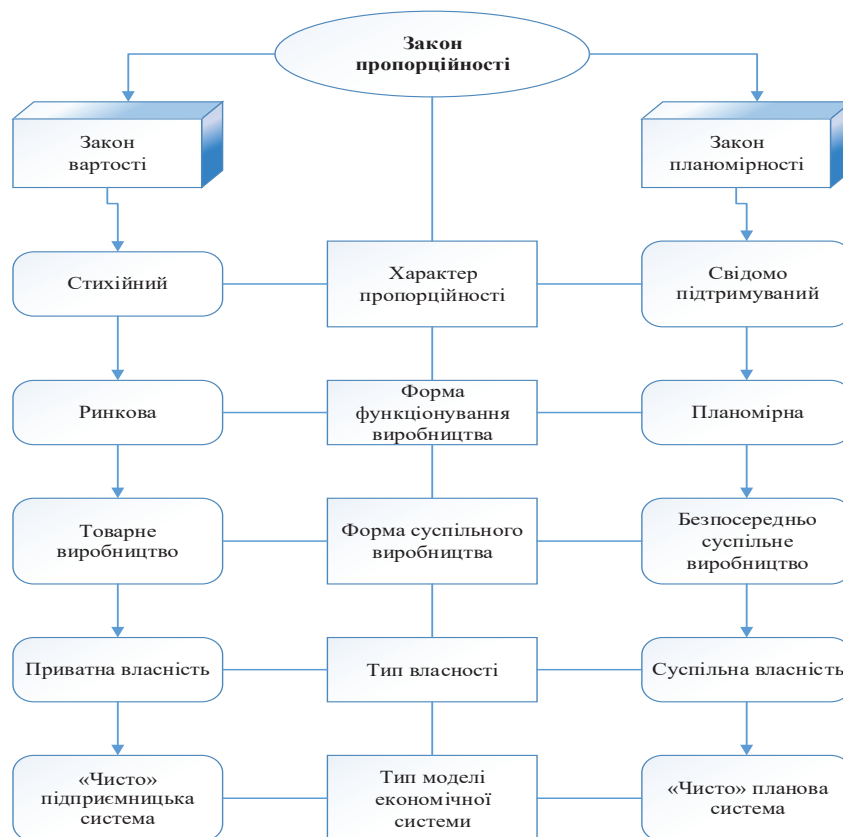 Закон
пропорційності
Закон
вартості
Закон
планомірності
Стихійний
Характер
пропорційності
Свідомо
підтримуваний
Ринкова
Форма
функціонування
виробництва
Планомірна
Товарне
виробництво
Форма суспільного
виробництва
Безпосередньо
суспільне
виробництво
Приватна власність
Тип власності
Суспільна власність
«Чисто»
підприємницька
система
Тип моделі
економічної
системи
«Чисто» планова
система